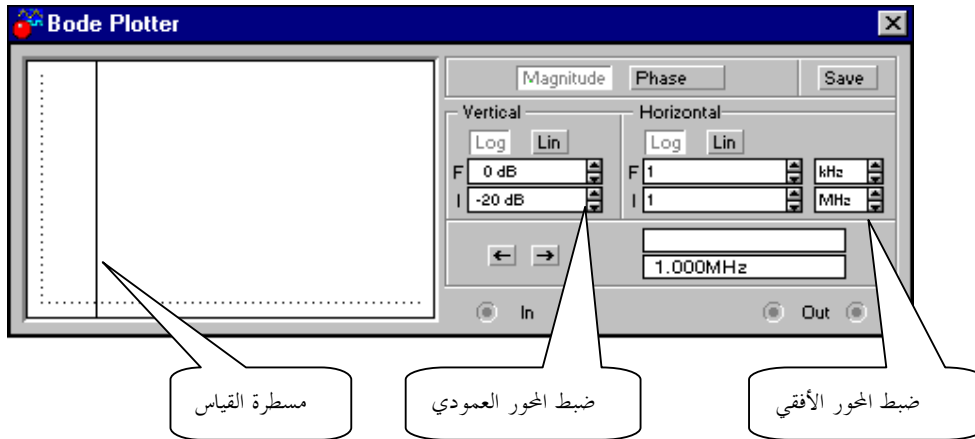 Bode Plotter
Magnitude Phase Save
Vertical Horizontal
Log Lin Log Lin
F 0 dB F 1 kHz
I -20 dB I 1 MHz
1.000MHz
In Out
مسطرة القياس ضبط المحور العمودي ضبط المحور الأفقي